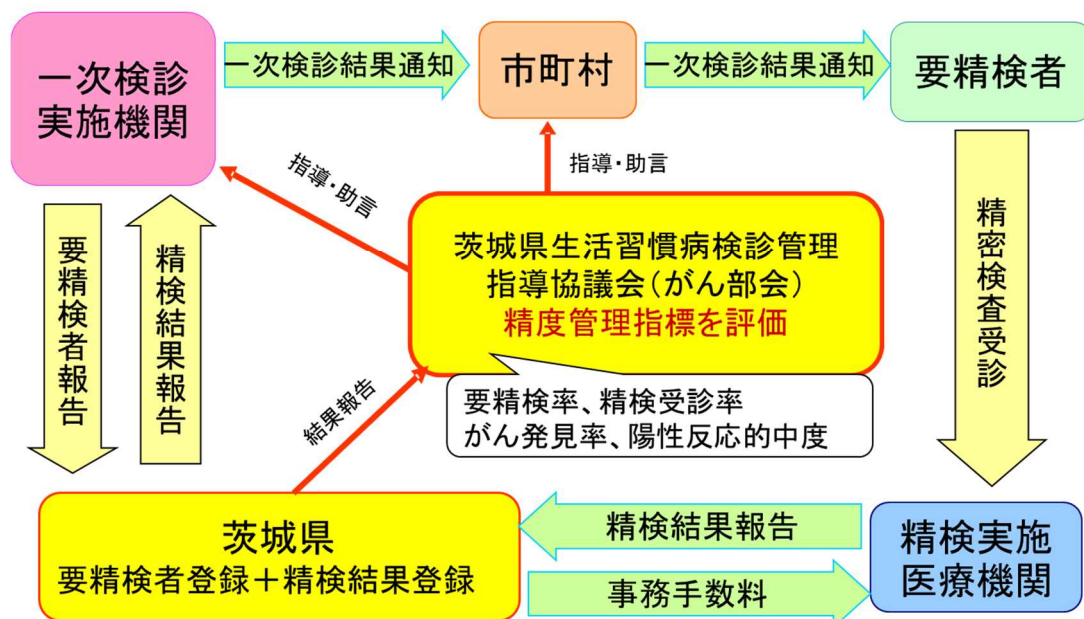 一次検診
実施機関
一次検診結果通知
市町村
一次検診結果通知
要精検者
指導・助言
指導・助言
要精検者報告
精検結果報告
茨城県生活習慣病検診管理
指導協議会（がん部会）
精度管理指標を評価
精密検査受診
要精検率、精検受診率
がん発見率、陽性反応的中度
結果報告
茨城県
要精検者登録＋精検結果登録
精検結果報告
事務手数料
精検実施
医療機関